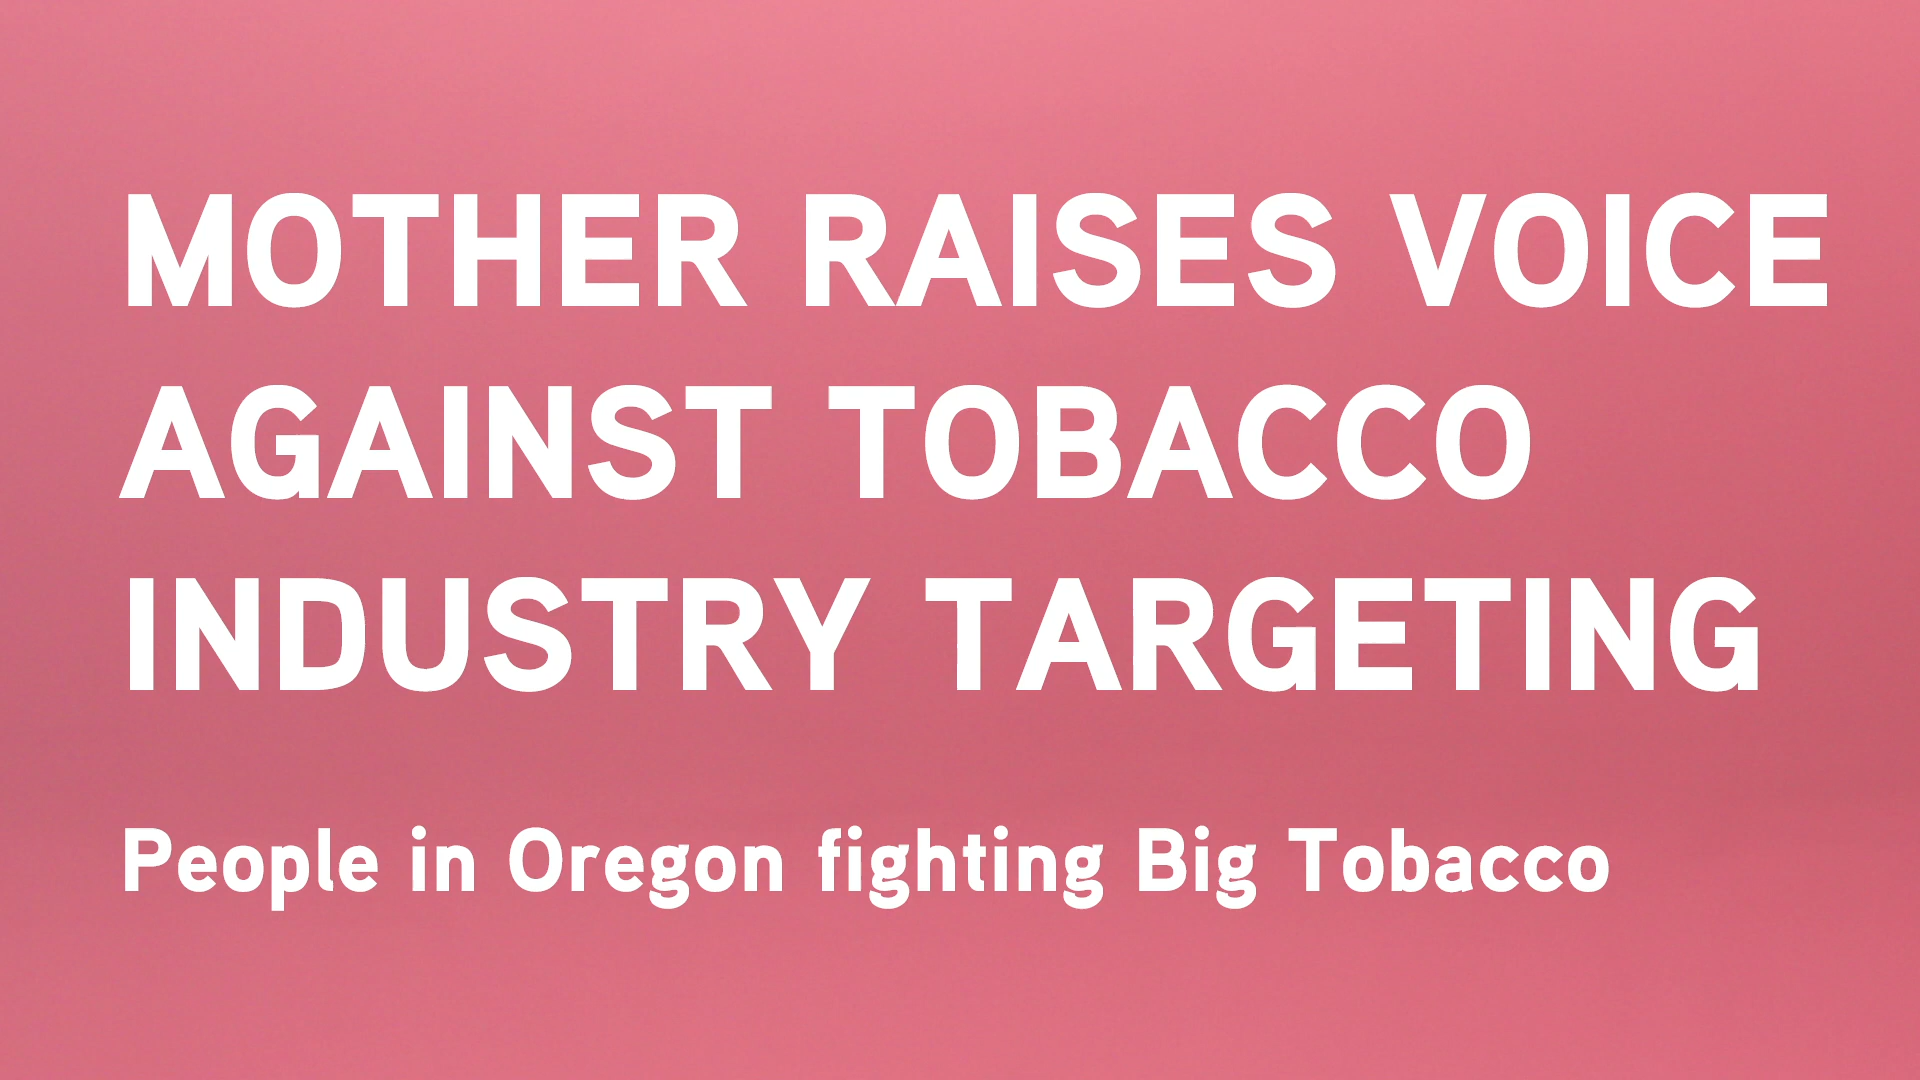 MOTHER RAISES VOICE
AGAINST TOBACCO
INDUSTRY TARGETING
People in Oregon fighting Big Tobacco